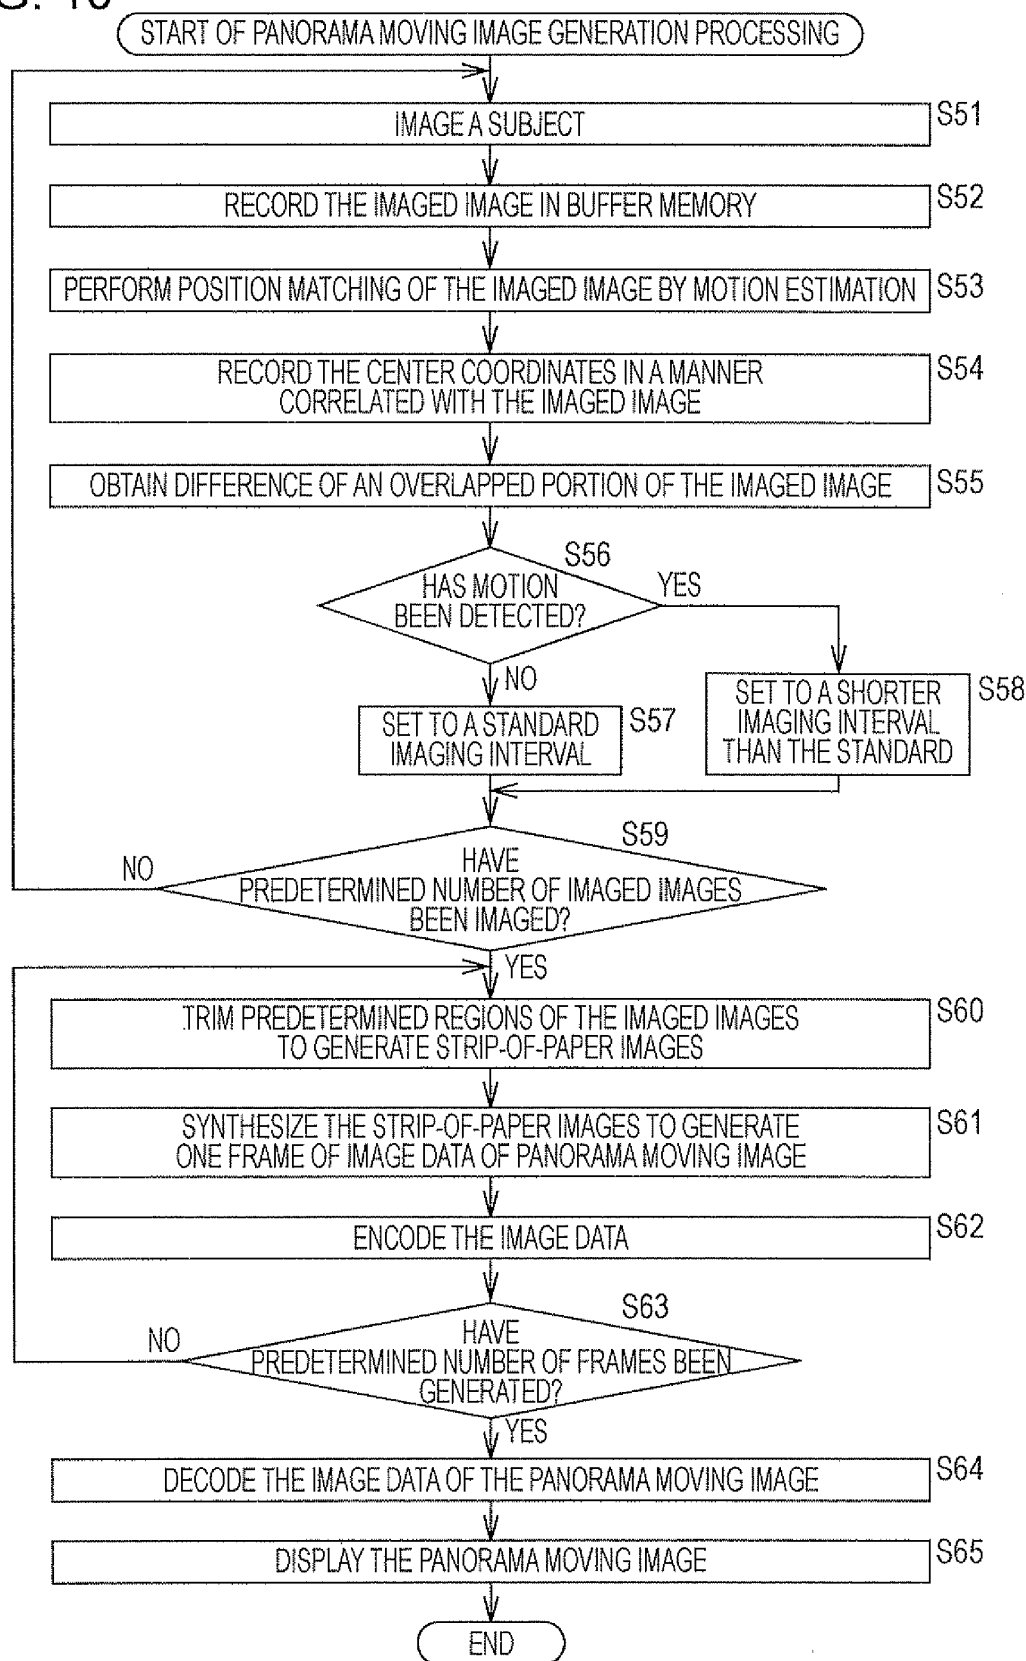 START OF PANORAMA MOVING IMAGE GENERATION PROCESSING
IMAGE A SUBJECT
S51
RECORD THE IMAGED IMAGE IN BUFFER MEMORY
S52
PERFORM POSITION MATCHING OF THE IMAGED IMAGE BY MOTION ESTIMATION
S53
RECORD THE CENTER COORDINATES IN A MANNER
CORRELATED WITH THE IMAGED IMAGE
S54
OBTAIN DIFFERENCE OF AN OVERLAPPED PORTION OF THE IMAGED IMAGE
S55
S56
HAS MOTION
BEEN DETECTED?
YES
NO
SET TO A STANDARD
IMAGING INTERVAL
S57
SET TO A SHORTER
IMAGING INTERVAL
THAN THE STANDARD
S58
S59
HAVE
PREDETERMINED NUMBER OF IMAGED IMAGES
BEEN IMAGED?
NO
YES
TRIM PREDETERMINED REGIONS OF THE IMAGED IMAGES
TO GENERATE STRIP-OF-PAPER IMAGES
S60
SYNTHESIZE THE STRIP-OF-PAPER IMAGES TO GENERATE
ONE FRAME OF IMAGE DATA OF PANORAMA MOVING IMAGE
S61
ENCODE THE IMAGE DATA
S62
S63
HAVE
PREDETERMINED NUMBER OF FRAMES BEEN
GENERATED?
NO
YES
DECODE THE IMAGE DATA OF THE PANORAMA MOVING IMAGE
S64
DISPLAY THE PANORAMA MOVING IMAGE
S65
END